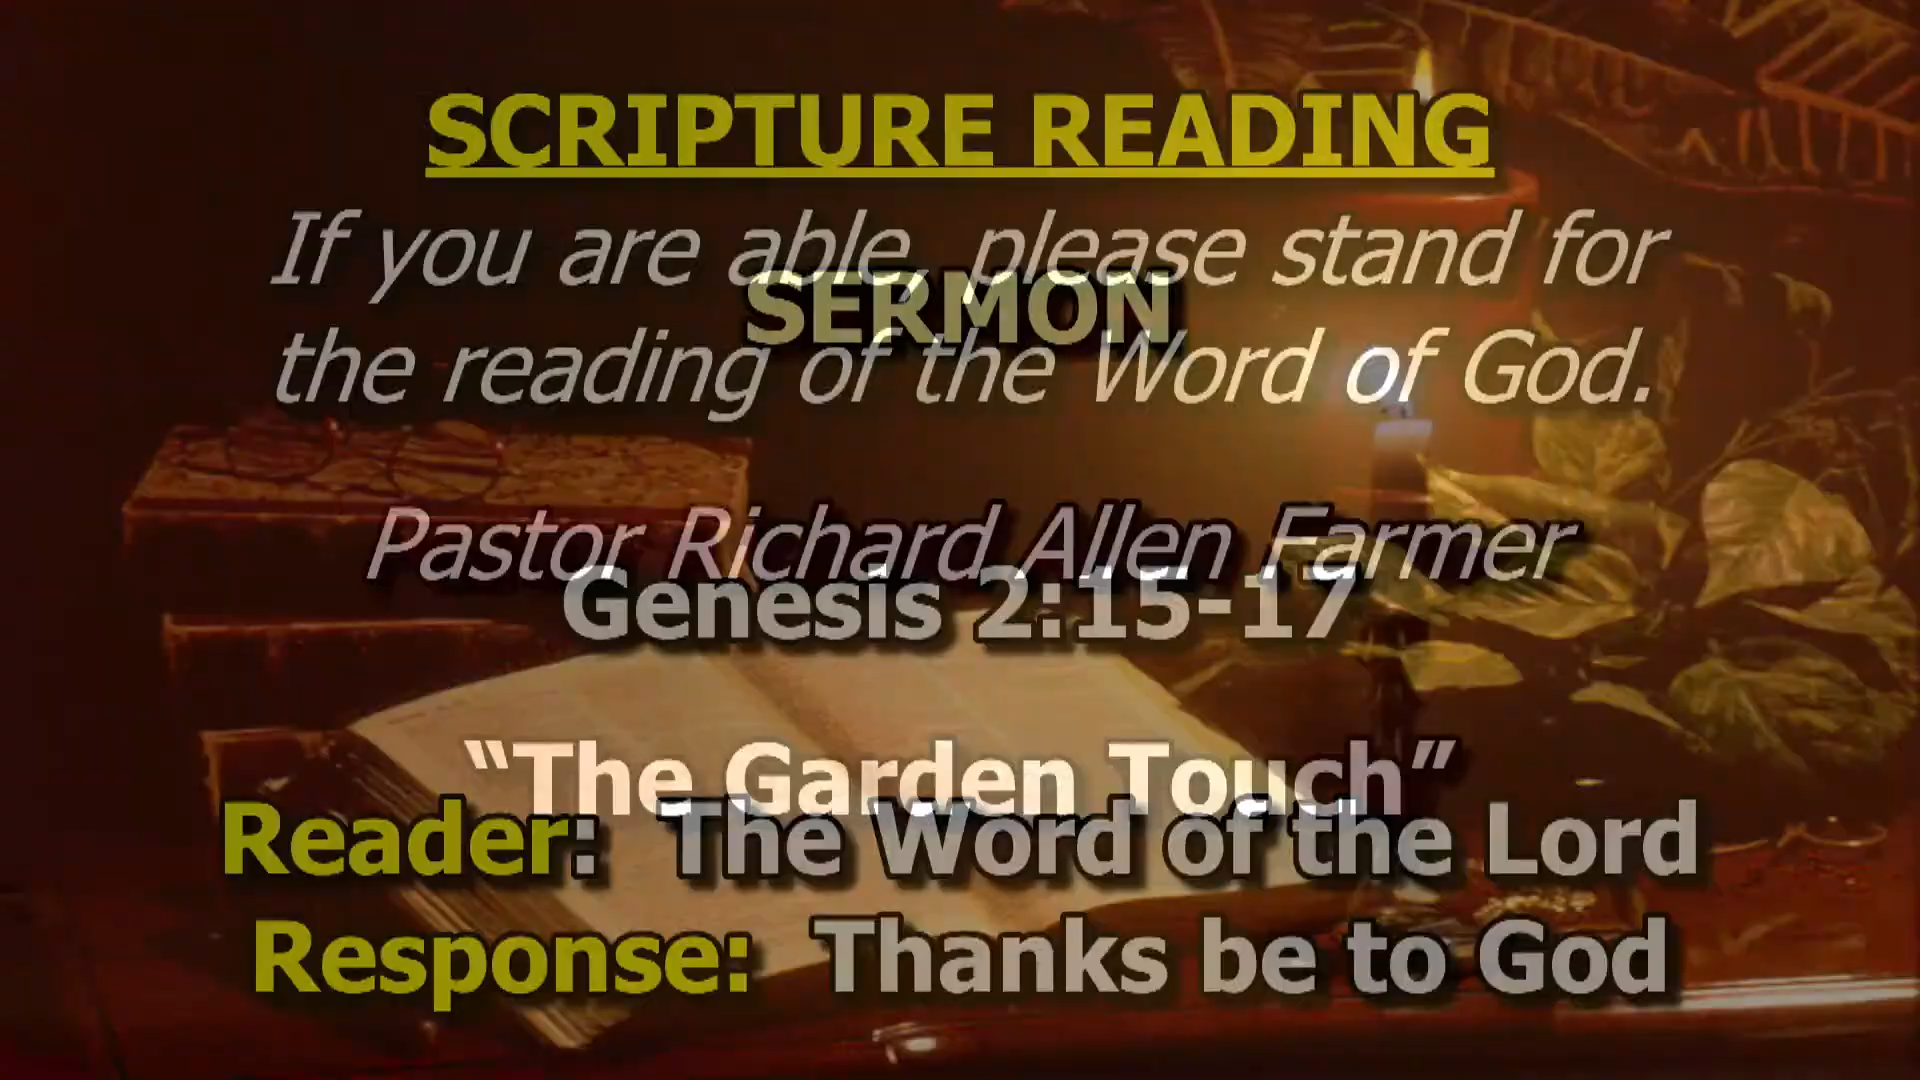 SCRIPTURE READING
If you are able, please stand for
SERMON
the reading of the Word of God.
Pastor Richard Allen Farmer
Genesis 2:15-17
“The Garden Touch”
Reader: The Word of the Lord
Response: Thanks be to God